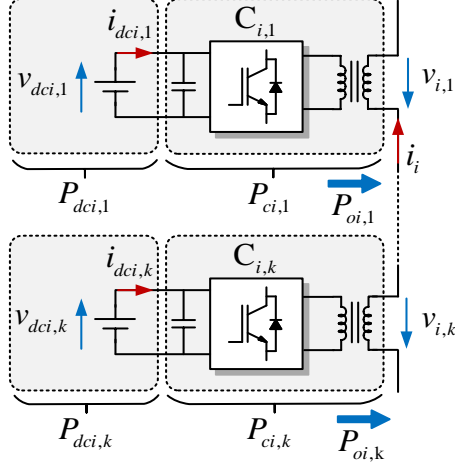 i_{dci,1} C_{i,1}
v_{dci,1} v_{i,1}
P_{dci,1} P_{ci,1} P_{oi,1} i_i
i_{dci,k} C_{i,k}
v_{dci,k} v_{i,k}
P_{dci,k} P_{ci,k} P_{oi,k}